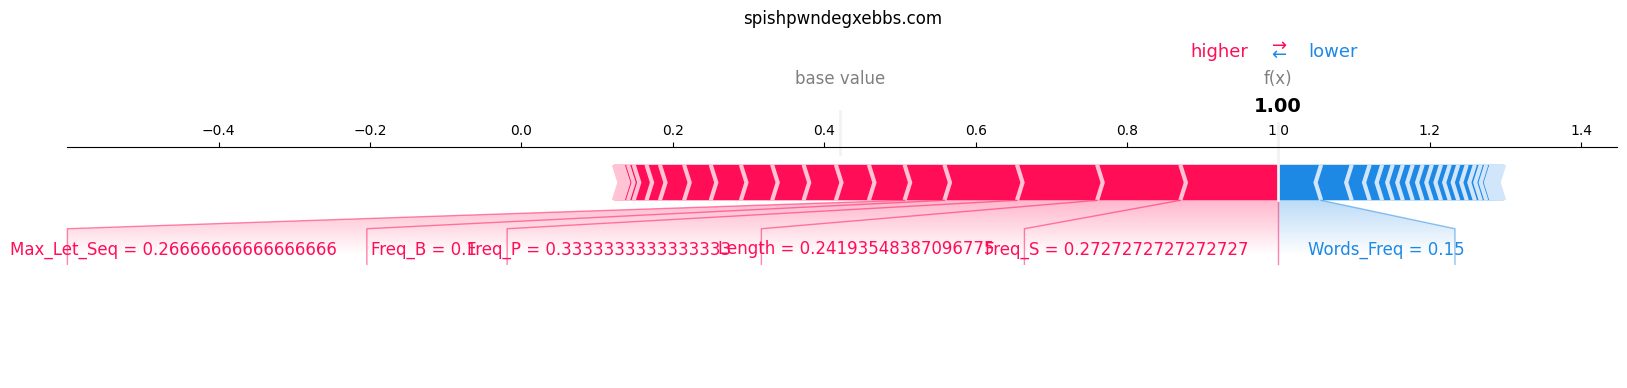 spishpwndegxebbs.com
higher ⇄ lower
base value f(x)
1.00
−0.4 −0.2 0.0 0.2 0.4 0.6 0.8 1.0 1.2 1.4
Max_Let_Seq = 0.26666666666666666 Freq_B = 0.1 Freq_P = 0.3333333333333333 Length = 0.24193548387096775 Freq_S = 0.2727272727272727 Words_Freq = 0.15